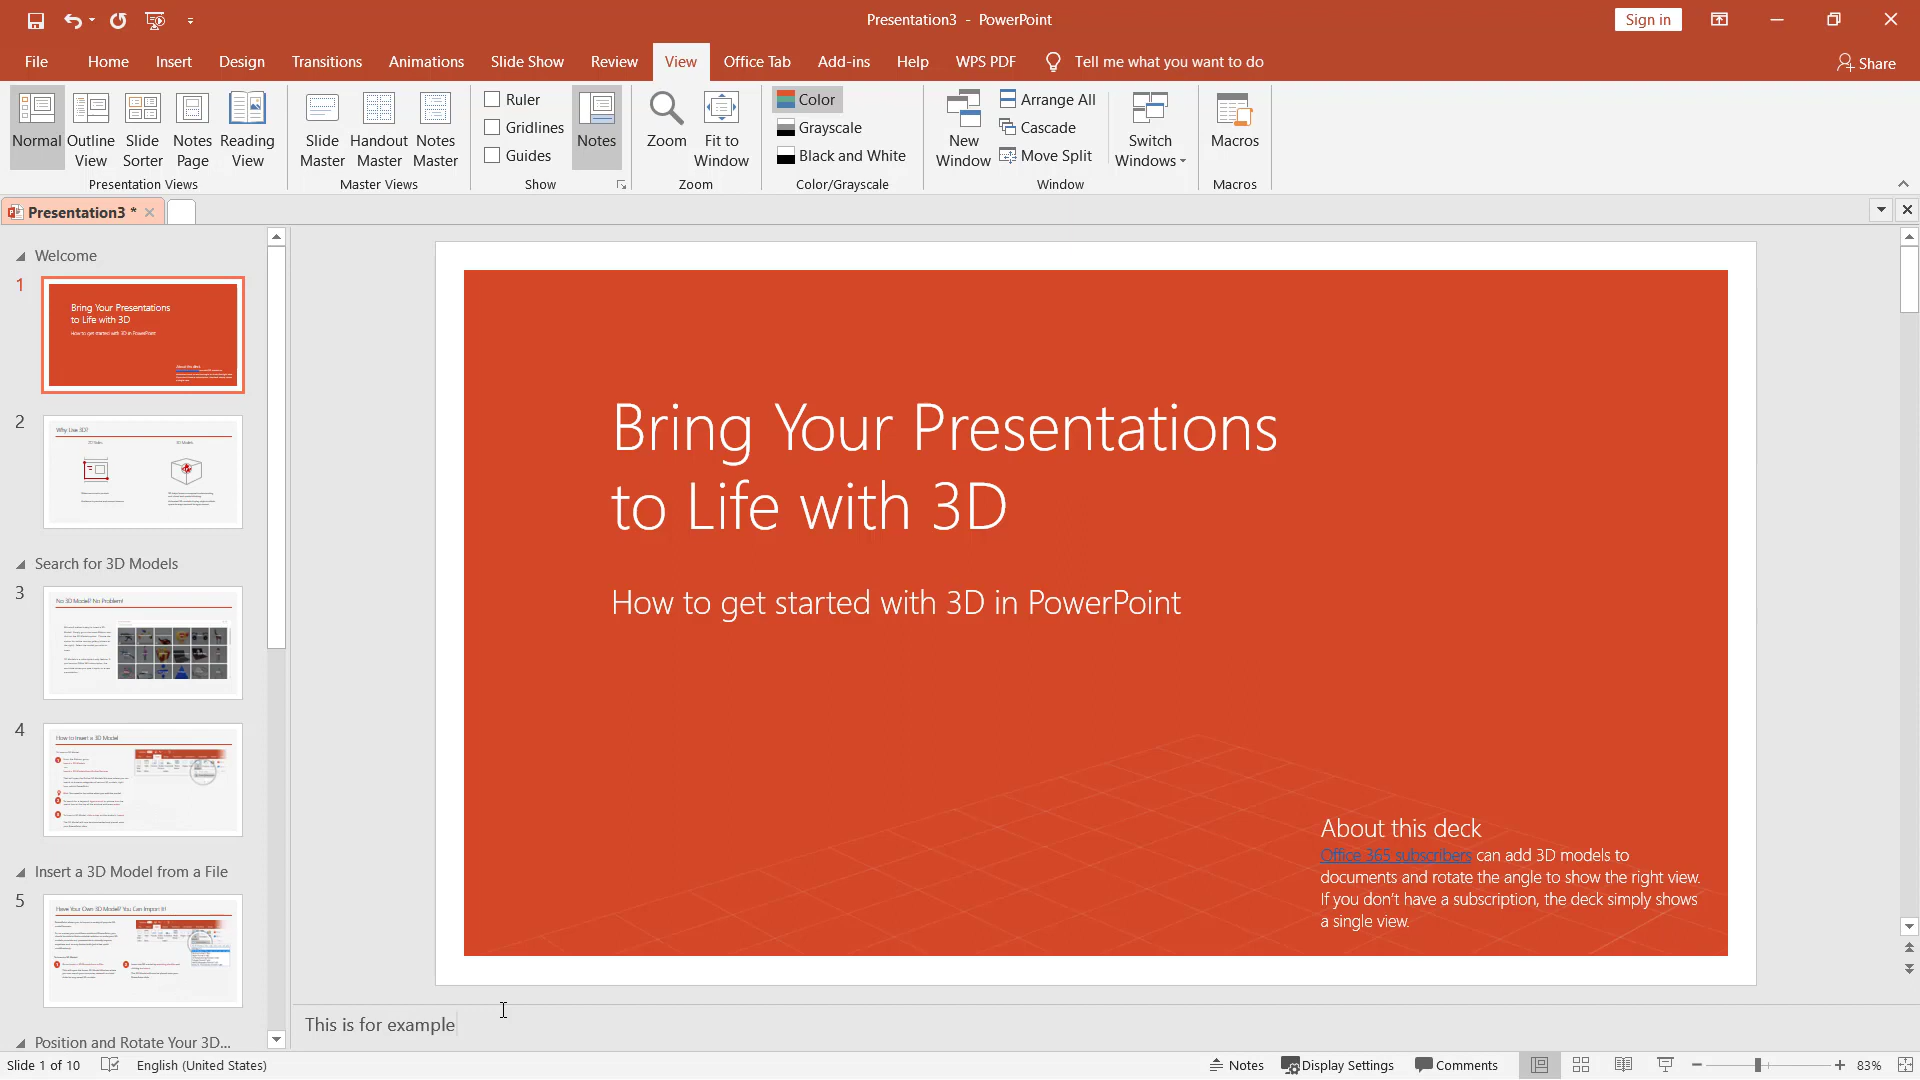 Presentation3 - PowerPoint
Sign in
File Home Insert Design Transitions Animations Slide Show Review View Office Tab Add-ins Help WPS PDF Tell me what you want to do
Share
Normal
Outline View
Slide Sorter
Notes Page
Reading View
Presentation Views
Slide Master
Handout Master
Notes Master
Master Views
Ruler
Gridlines
Guides
Show
Notes
Zoom
Fit to Window
Zoom
Color
Grayscale
Black and White
Color/Grayscale
New Window
Arrange All
Cascade
Move Split
Switch Windows
Window
Macros
Macros
Presentation3 *
Welcome
1
Bring Your Presentations
to Life with 3D
How to get started with 3D in PowerPoint
About this deck
2
Why Use 3D?
Search for 3D Models
3
No 3D Model? No Problem!
4
How to Insert a 3D Model
Insert a 3D Model from a File
5
Have Your Own 3D Model? You Can Import It!
Position and Rotate Your 3D...
Bring Your Presentations
to Life with 3D
How to get started with 3D in PowerPoint
About this deck
Office 365 subscribers can add 3D models to
documents and rotate the angle to show the right view.
If you don't have a subscription, the deck simply shows
a single view.
This is for example
Slide 1 of 10 English (United States) Notes Display Settings Comments 83%